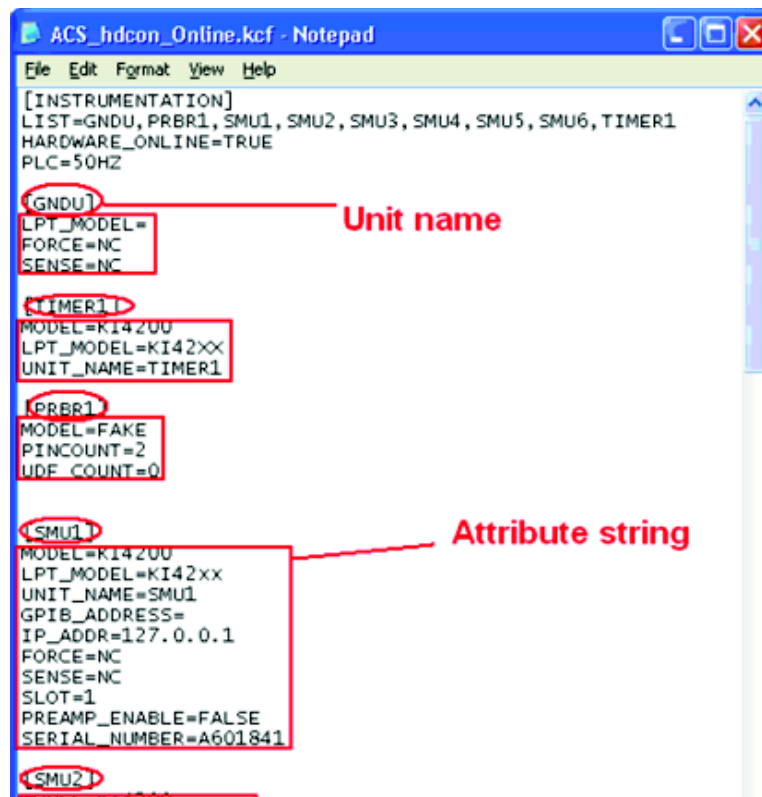 ACS_hdcon_Online.kcf - Notepad
File Edit Format View Help
[INSTRUMENTATION]
LIST=GNDU,PRBR1,SMU1,SMU2,SMU3,SMU4,SMU5,SMU6,TIMER1
HARDWARE_ONLINE=TRUE
PLC=50HZ
[GNDU]
Unit name
LPT_MODEL=
FORCE=NC
SENSE=NC
[TIMER1]
MODEL=KI4200
LPT_MODEL=KI42XX
UNIT_NAME=TIMER1
[PRBR1]
MODEL=FAKE
PINCOUNT=2
UDF_COUNT=0
[SMU1]
Attribute string
MODEL=KI4200
LPT_MODEL=KI42xx
UNIT_NAME=SMU1
GPIB_ADDRESS=
IP_ADDR=127.0.0.1
FORCE=NC
SENSE=NC
SLOT=1
PREAMP_ENABLE=FALSE
SERIAL_NUMBER=A601841
[SMU2]